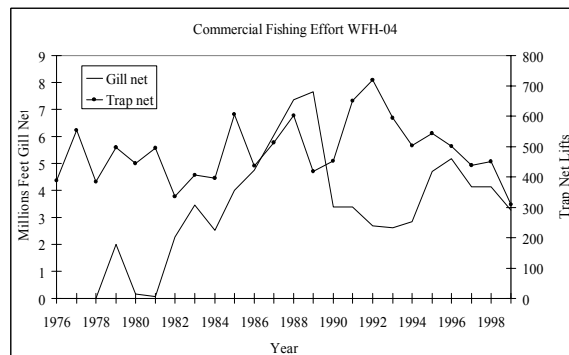 Commercial Fishing Effort WFH-04
Gill net
Trap net
Millions Feet Gill Net
0
1
2
3
4
5
6
7
8
9
Trap Net Lifts
0
100
200
300
400
500
600
700
800
1976 1978 1980 1982 1984 1986 1988 1990 1992 1994 1996 1998
Year